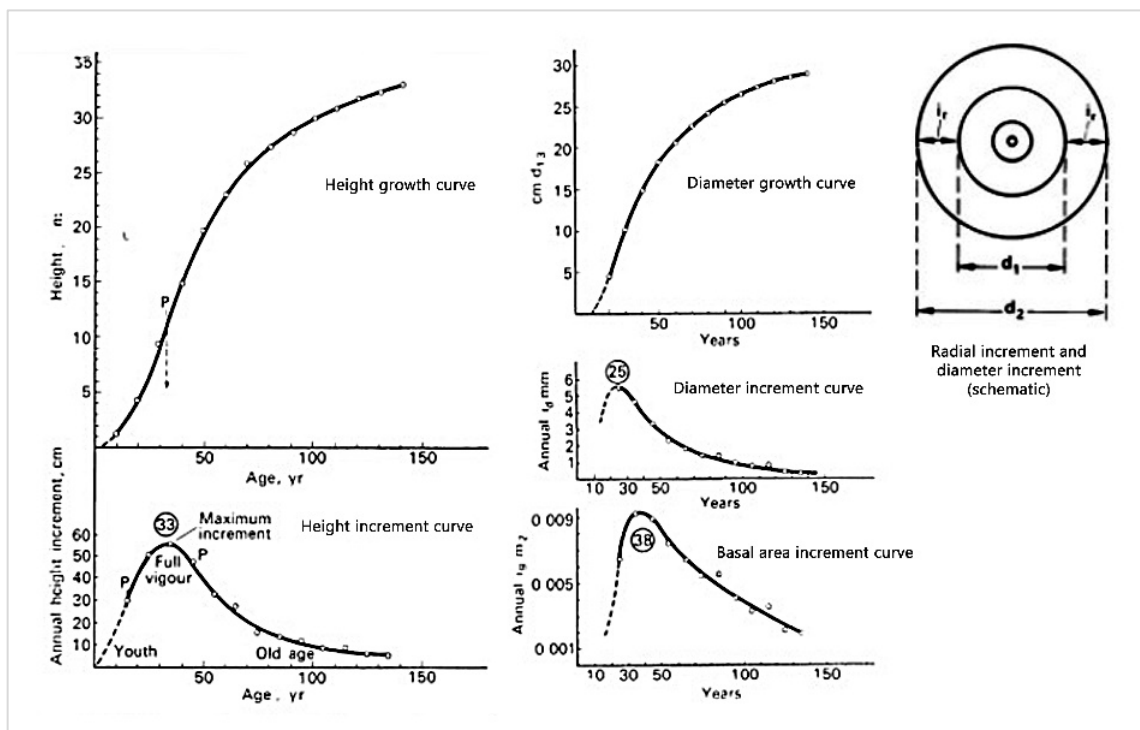 35
30
25
20
15
10
5
Height, n:
P
Height growth curve
50
100
150
Age, yr
Annual height increment, cm
60
50
40
30
20
10
33
Maximum
increment
Height increment curve
P
Full
vigour
P
Youth
Old age
50
100
150
Age, yr
30
25
20
15
10
5
cm d1 3
Diameter growth curve
50
100
150
Years
6
5
4
3
2
1
Annual ıd mm
25
Diameter increment curve
10
30
50
100
150
Years
0 009
0 005
0 001
Annual ıg m2
38
Basal area increment curve
10
30
50
100
150
Years
ir
ir
d1
d2
Radial increment and
diameter increment
(schematic)